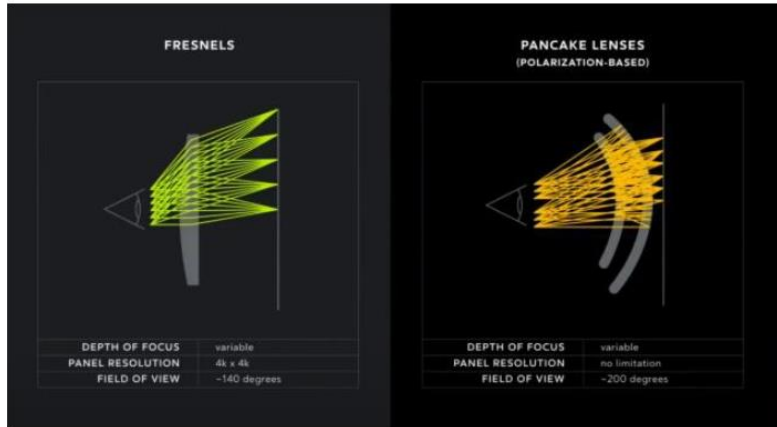 FRESNELS
DEPTH OF FOCUS variable
PANEL RESOLUTION 4k x 4k
FIELD OF VIEW ~140 degrees
PANCAKE LENSES
(POLARIZATION-BASED)
DEPTH OF FOCUS variable
PANEL RESOLUTION no limitation
FIELD OF VIEW ~200 degrees